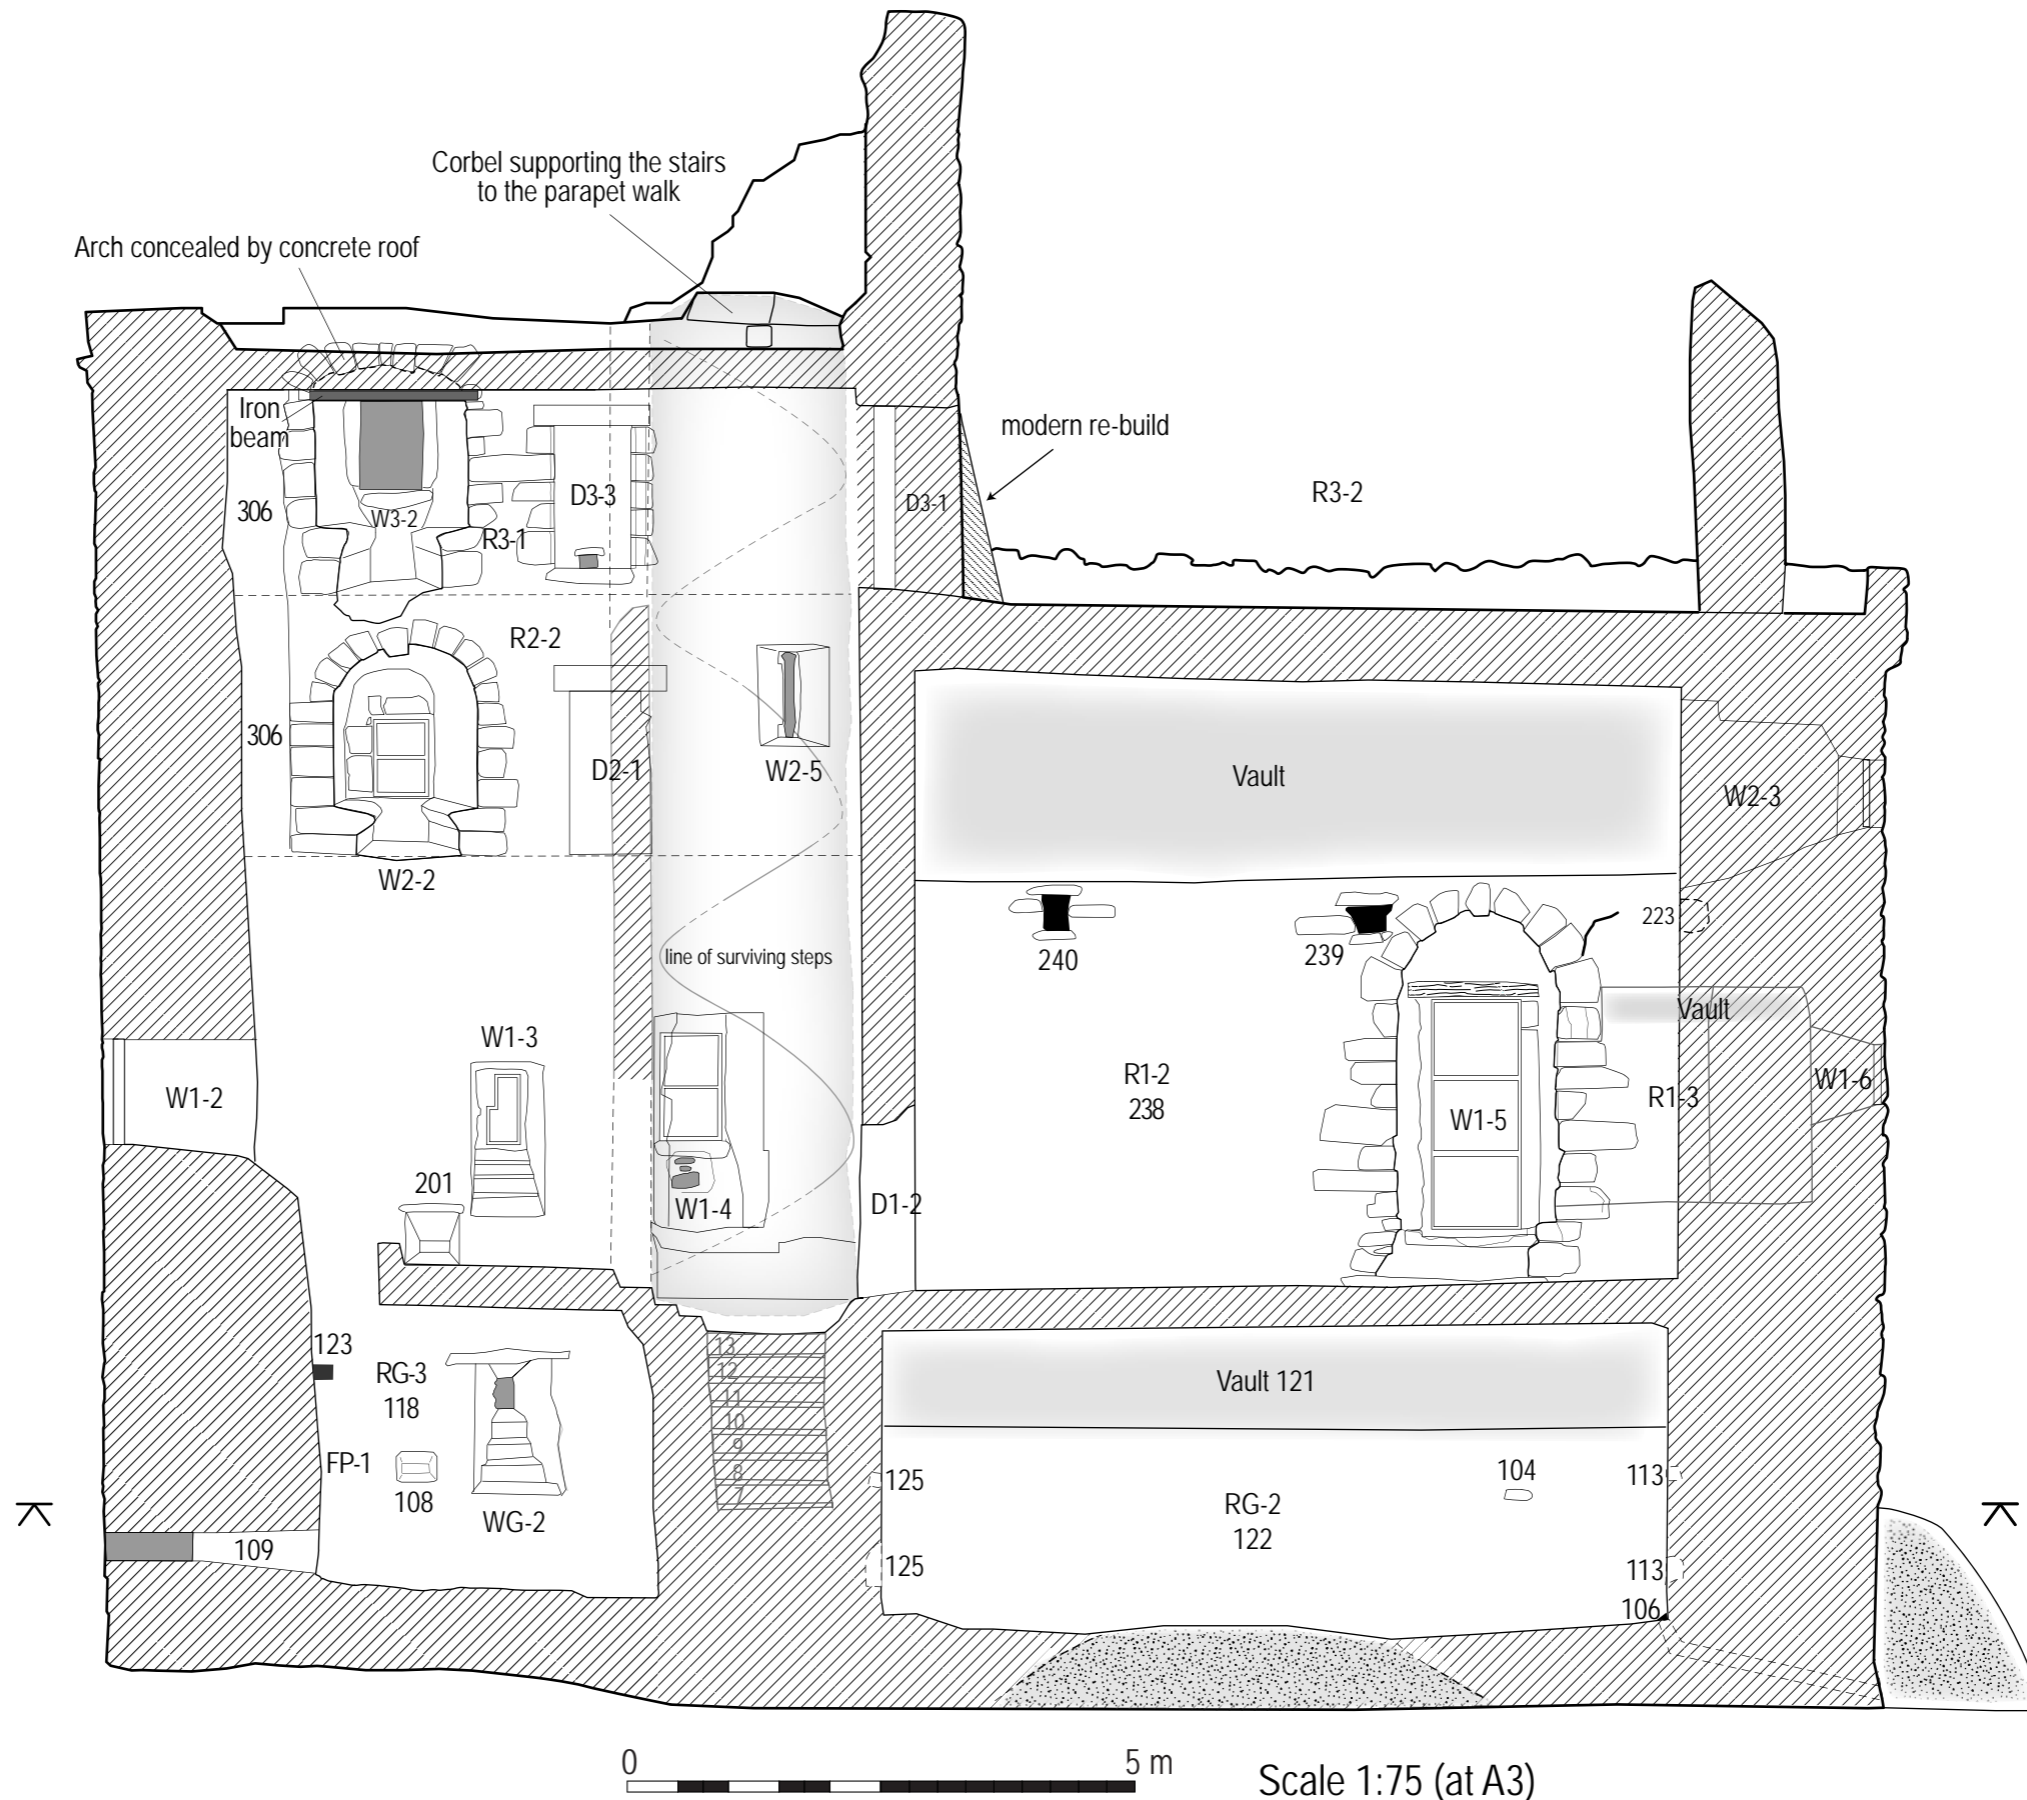 Corbel supporting the stairs
to the parapet walk
Arch concealed by concrete roof
Iron
beam
modern re-build
306
W3-2
R3-1
D3-3
D3-1
R3-2
R2-2
306
D2-1
W2-5
Vault
W2-3
W2-2
240
239
223
line of surviving steps
Vault
W1-3
W1-2
R1-2
238
W1-5
R1-3
W1-6
201
W1-4
D1-2
123
RG-3
118
13
12
11
10
9
8
7
Vault 121
FP-1
108
WG-2
125
104
113
RG-2
122
109
125
113
106
0
5 m
Scale 1:75 (at A3)